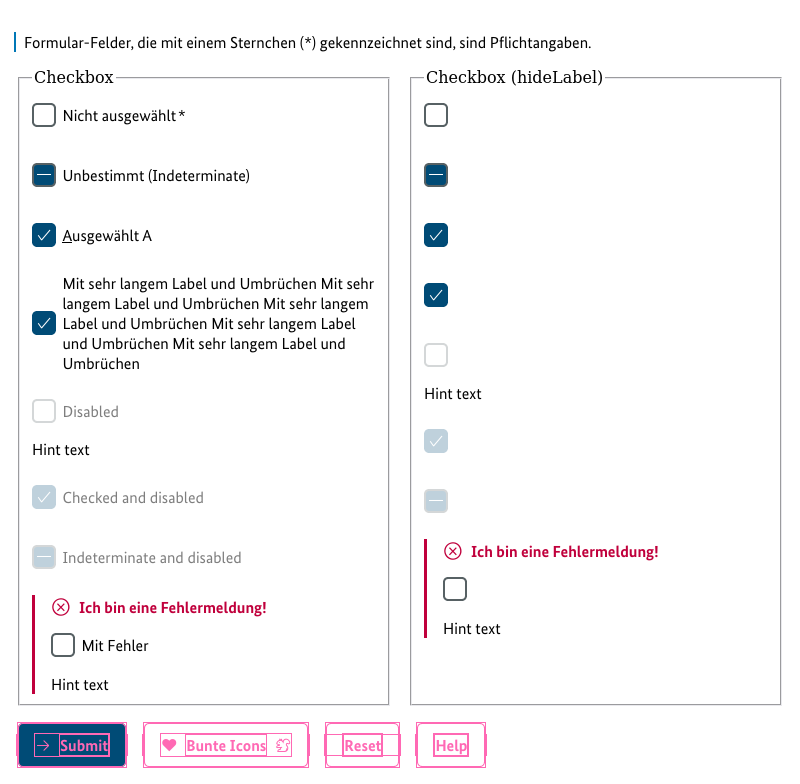 Formular-Felder, die mit einem Sternchen (*) gekennzeichnet sind, sind Pflichtangaben.
Checkbox
Nicht ausgewählt *
Unbestimmt (Indeterminate)
Ausgewählt A
Mit sehr langem Label und Umbrüchen Mit sehr
langem Label und Umbrüchen Mit sehr langem
Label und Umbrüchen Mit sehr langem Label
und Umbrüchen Mit sehr langem Label und
Umbrüchen
Disabled
Hint text
Checked and disabled
Indeterminate and disabled
Ich bin eine Fehlermeldung!
Mit Fehler
Hint text
Checkbox (hideLabel)
Hint text
Ich bin eine Fehlermeldung!
Hint text
Submit
Bunte Icons
Reset
Help